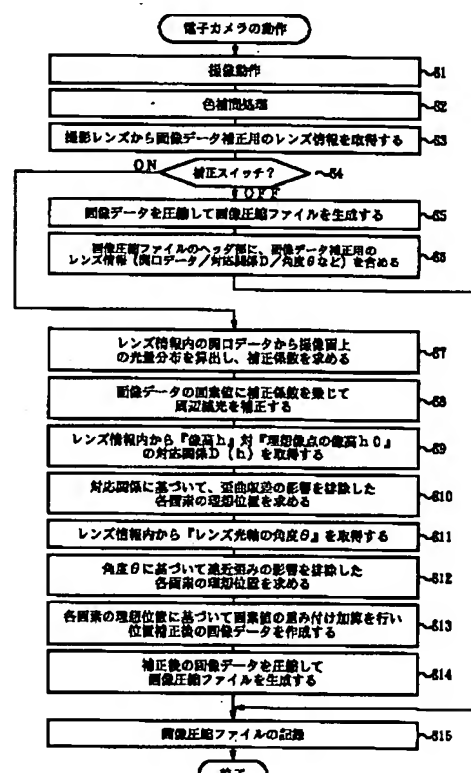 電子カメラの動作
撮像動作
S1
色補間処理
S2
撮影レンズから画像データ補正用のレンズ情報を取得する
S3
ON
補正スイッチ?
S4
OFF
画像データを圧縮して画像圧縮ファイルを生成する
S5
画像圧縮ファイルのヘッダ部に、画像データ補正用の
レンズ情報(開口データ/対応関係D/角度θなど)を含める
S6
レンズ情報内の開口データから撮像面上
の光量分布を算出し、補正係数を求める
S7
画像データの画素値に補正係数を乗じて
周辺減光を補正する
S8
レンズ情報内から『像高h』対『理想像点の像高h0』
の対応関係D(h)を取得する
S9
対応関係に基づいて、歪曲収差の影響を排除した
各画素の理想位置を求める
S10
レンズ情報内から『レンズ光軸の角度θ』を取得する
S11
角度θに基づいて遠近歪みの影響を排除した
各画素の理想位置を求める
S12
各画素の理想位置に基づいて画素値の重み付け加算を行い
位置補正後の画像データを作成する
S13
補正後の画像データを圧縮して
画像圧縮ファイルを生成する
S14
画像圧縮ファイルの記録
S15
終了